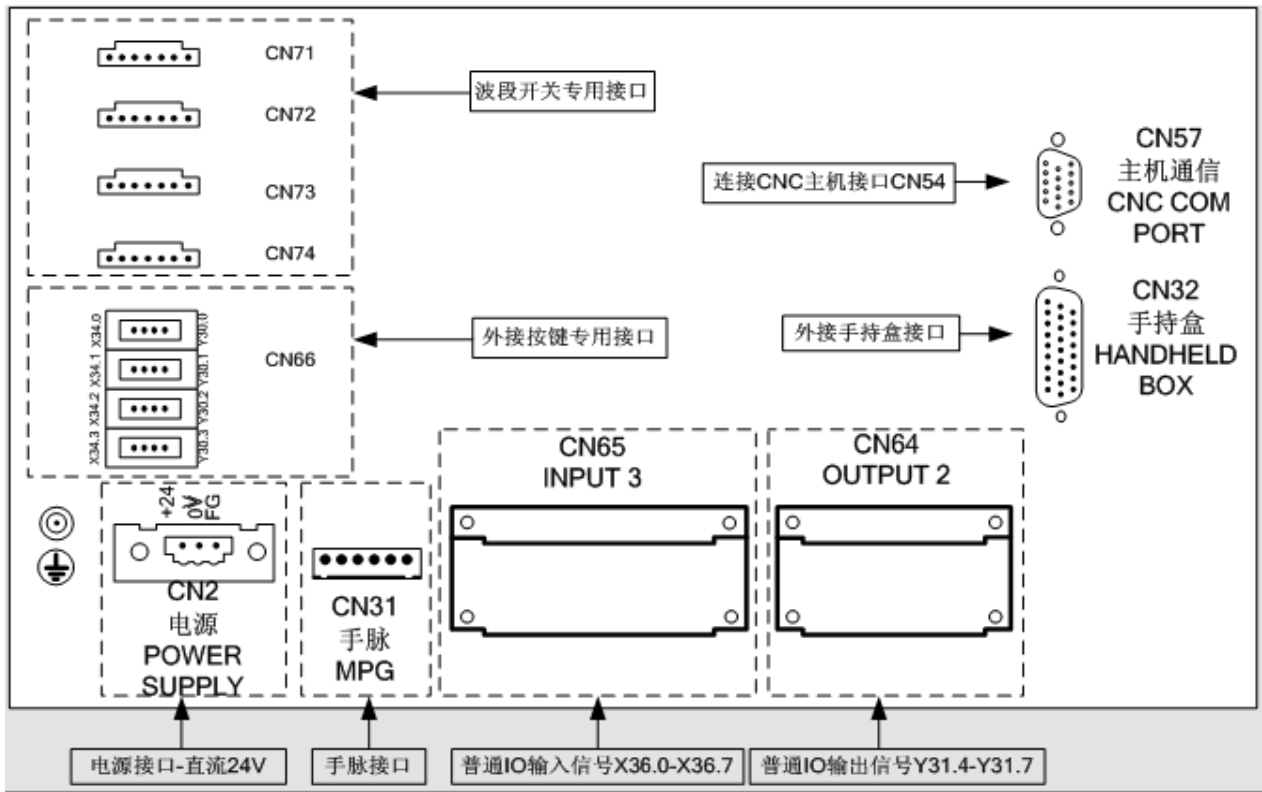 CN71
CN72
CN73
CN74
波段开关专用接口
连接CNC主机接口CN54
CN57
主机通信
CNC COM
PORT
X34.0
Y30.0
X34.1
Y30.1
X34.2
Y30.2
X34.3
Y30.3
CN66
外接按键专用接口
外接手持盒接口
CN32
手持盒
HANDHELD
BOX
+24V
0V
FG
CN2
电源
POWER
SUPPLY
CN31
手脉
MPG
CN65
INPUT 3
CN64
OUTPUT 2
电源接口-直流24V
手脉接口
普通IO输入信号X36.0-X36.7
普通IO输出信号Y31.4-Y31.7